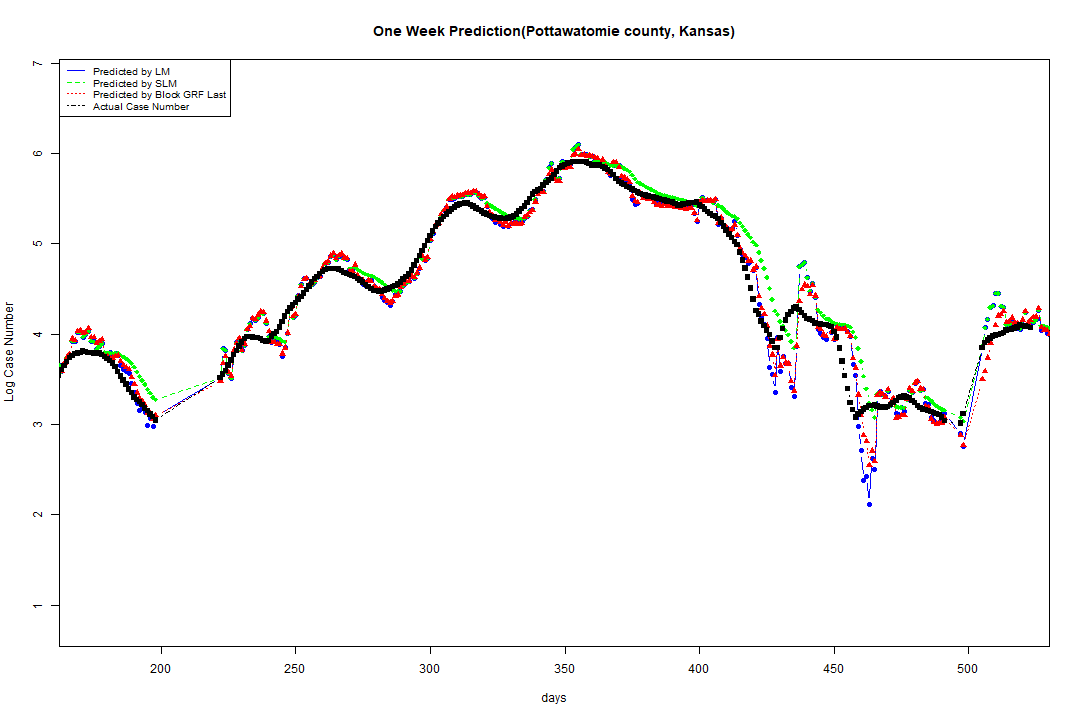 One Week Prediction(Pottawatomie county, Kansas)
Predicted by LM
Predicted by SLM
Predicted by Block GRF Last
Actual Case Number
7
6
5
4
3
2
1
Log Case Number
200 250 300 350 400 450 500
days